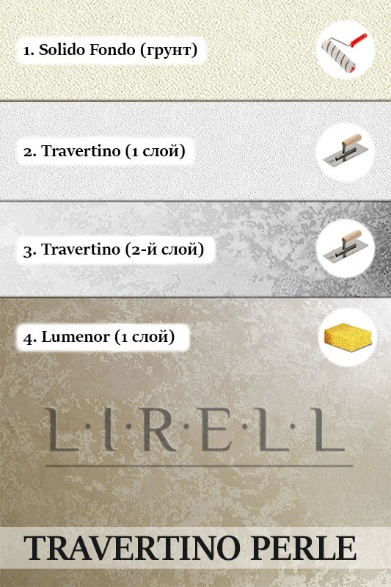 1. Solido Fondo (грунт)
2. Travertino (1 слой)
3. Travertino (2-й слой)
4. Lumenor (1 слой)
L·I·R·E·L·L
TRAVERTINO PERLE